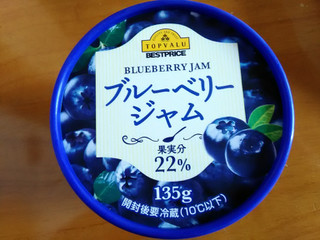 TOPVALU
BESTPRICE
BLUEBERRY JAM
ブルーベリー
ジャム
果実分
22%
135g
開封後要冷蔵(10℃以下)